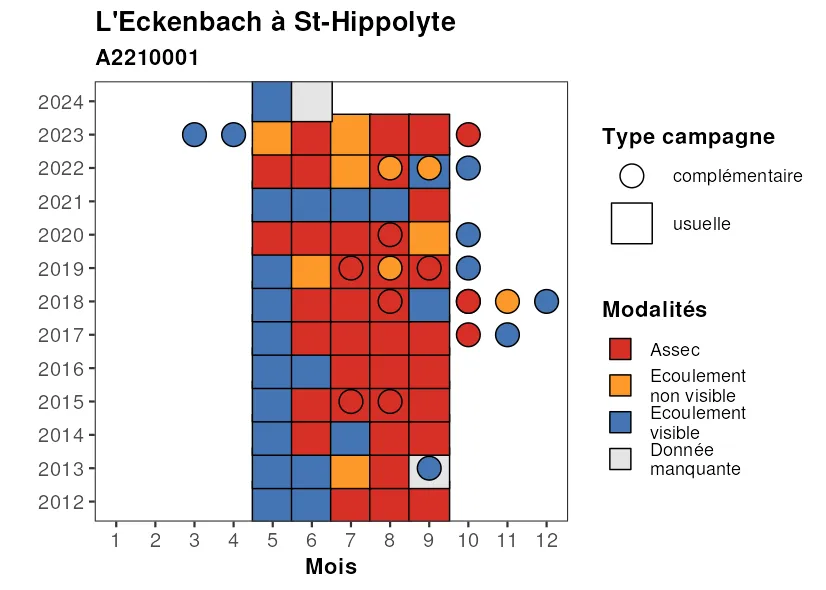 L'Eckenbach à St-Hippolyte
A2210001
2024
2023
2022
2021
2020
2019
2018
2017
2016
2015
2014
2013
2012
1 2 3 4 5 6 7 8 9 10 11 12
Mois
Type campagne
complémentaire
usuelle
Modalités
Assec
Ecoulement
non visible
Ecoulement
visible
Donnée
manquante